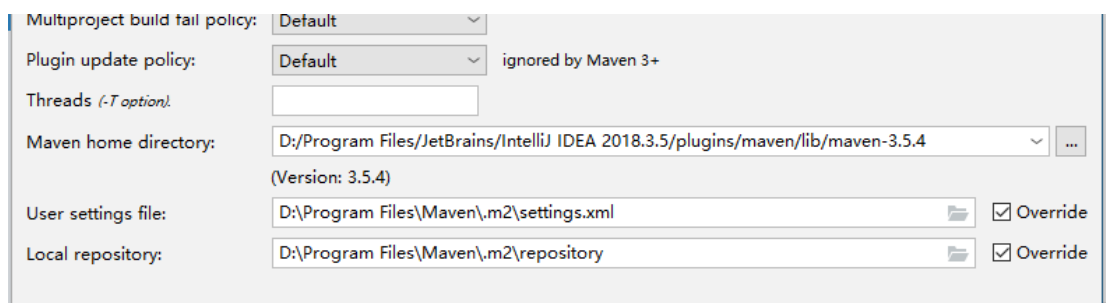 Multiproject build fail policy: Default
Plugin update policy: Default ignored by Maven 3+
Threads (-T option). 
Maven home directory: D:/Program Files/JetBrains/IntelliJ IDEA 2018.3.5/plugins/maven/lib/maven-3.5.4 ...
(Version: 3.5.4)
User settings file: D:\Program Files\Maven\.m2\settings.xml Override
Local repository: D:\Program Files\Maven\.m2\repository Override